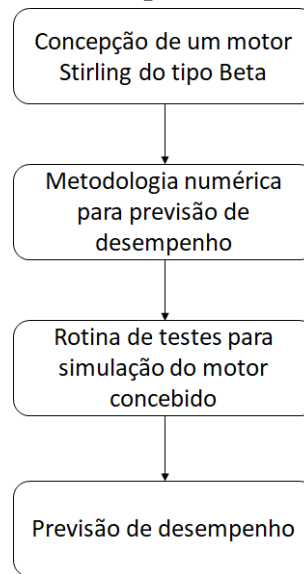 Concepção de um motor
Stirling do tipo Beta
Metodologia numérica
para previsão de
desempenho
Rotina de testes para
simulação do motor
concebido
Previsão de desempenho